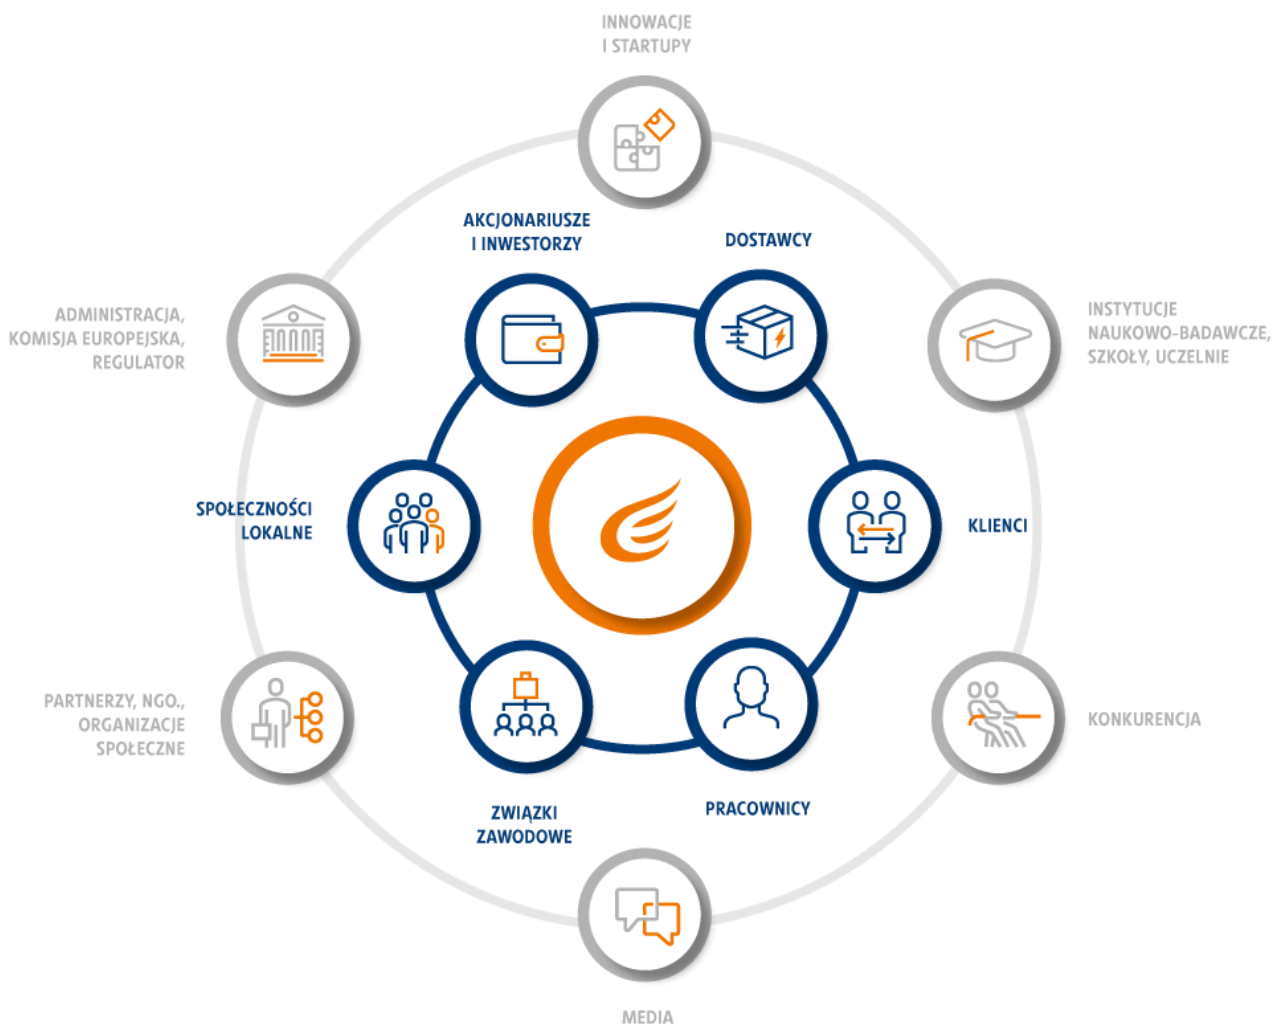 INNOWACJE
I STARTUPY
AKCJONARIUSZE
I INWESTORZY
DOSTAWCY
ADMINISTRACJA,
KOMISJA EUROPEJSKA,
REGULATOR
INSTYTUCJE
NAUKOWO-BADAWCZE,
SZKOŁY, UCZELNIE
SPOŁECZNOŚCI
LOKALNE
KLIENCI
PARTNERZY, NGO.,
ORGANIZACJE
SPOŁECZNE
KONKURENCJA
ZWIĄZKI
ZAWODOWE
PRACOWNICY
MEDIA